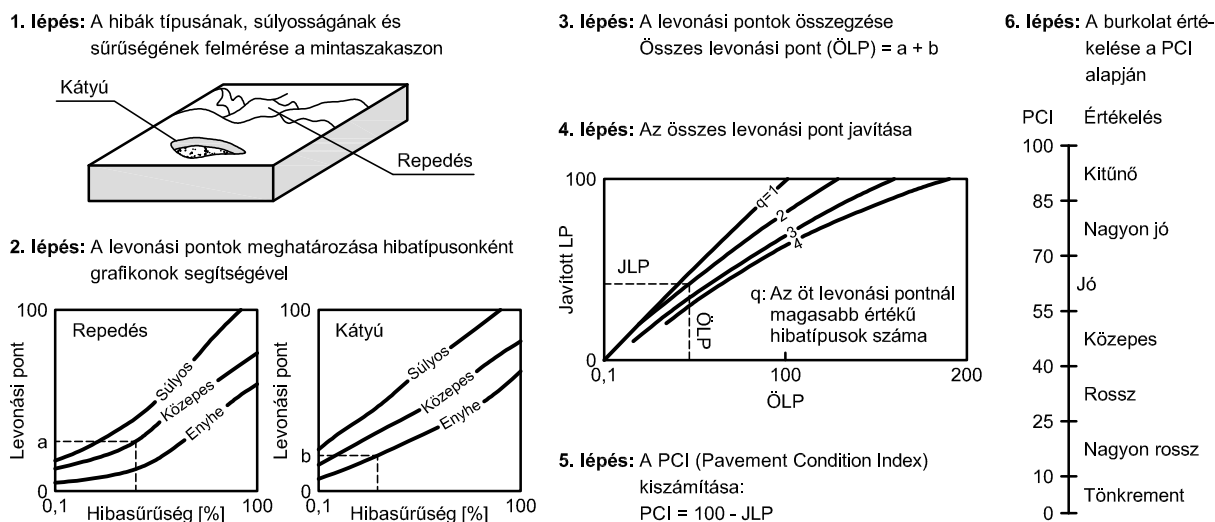 1. lépés: A hibák típusának, súlyosságának és
sűrűségének felmérése a mintaszakaszon
Kátyú
Repedés
2. lépés: A levonási pontok meghatározása hibatípusonként
grafikonok segítségével
100
Repedés
Súlyos
Közepes
Enyhe
Levonási pont
a
0
0,1
100
Hibasűrűség [%]
100
Kátyú
Súlyos
Közepes
Enyhe
Levonási pont
b
0
0,1
100
Hibasűrűség [%]
3. lépés: A levonási pontok összegzése
Összes levonási pont (ÖLP) = a + b
4. lépés: Az összes levonási pont javítása
100
q=1
2
3
4
Javított LP
JLP
ÖLP
q: Az öt levonási pontnál
magasabb értékű
hibatípusok száma
0
0,1
100
200
ÖLP
5. lépés: A PCI (Pavement Condition Index)
kiszámítása:
PCI = 100 - JLP
6. lépés: A burkolat érté-
kelése a PCI
alapján
PCI Értékelés
100
Kitűnő
85
Nagyon jó
70
Jó
55
Közepes
40
Rossz
25
Nagyon rossz
10
Tönkrement
0